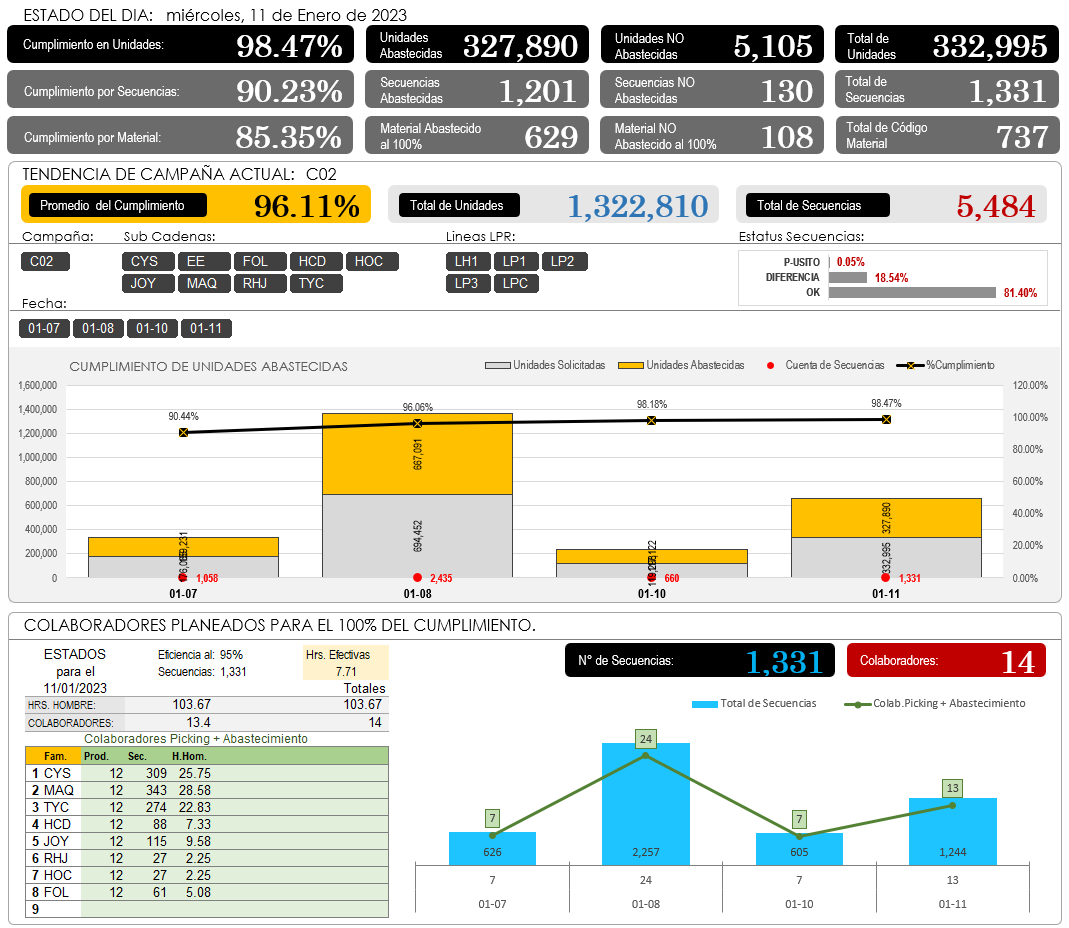 ESTADO DEL DIA: miércoles, 11 de Enero de 2023
Cumplimiento en Unidades: 98.47%
Unidades Abastecidas 327,890
Unidades NO Abastecidas 5,105
Total de Unidades 332,995
Cumplimiento por Secuencias: 90.23%
Secuencias Abastecidas 1,201
Secuencias NO Abastecidas 130
Total de Secuencias 1,331
Cumplimiento por Material: 85.35%
Material Abastecido al 100% 629
Material NO Abastecido al 100% 108
Total de Código Material 737
TENDENCIA DE CAMPAÑA ACTUAL: C02
Promedio del Cumplimiento 96.11%
Total de Unidades 1,322,810
Total de Secuencias 5,484
Campaña: Sub Cadenas: Lineas LPR: Estatus Secuencias:
C02 CYS EE FOL HCD HOC LH1 LP1 LP2
JOY MAQ RHJ TYC LP3 LPC
P-USITO 0.05%
DIFERENCIA 18.54%
OK 81.40%
Fecha:
01-07 01-08 01-10 01-11
CUMPLIMIENTO DE UNIDADES ABASTECIDAS
Unidades Solicitadas Unidades Abastecidas Cuenta de Secuencias %Cumplimiento
1,600,000 120.00%
1,400,000 100.00%
1,200,000 80.00%
1,000,000 60.00%
800,000 40.00%
600,000 20.00%
400,000 0.00%
200,000
0
90.44% 96.06% 98.18% 98.47%
667,091 327,890
694,452 332,995
1,058 2,435 660 1,331
01-07 01-08 01-10 01-11
COLABORADORES PLANEADOS PARA EL 100% DEL CUMPLIMIENTO.
ESTADOS para el 11/01/2023
Eficiencia al: 95%
Secuencias: 1,331
Hrs. Efectivas
7.71
Totales
HRS. HOMBRE: 103.67 103.67
COLABORADORES: 13.4 14
Colaboradores Picking + Abastecimiento
Fam. Prod. Sec. H.Hom.
1 CYS 12 309 25.75
2 MAQ 12 343 28.58
3 TYC 12 274 22.83
4 HCD 12 88 7.33
5 JOY 12 115 9.58
6 RHJ 12 27 2.25
7 HOC 12 27 2.25
8 FOL 12 61 5.08
9
N° de Secuencias: 1,331
Colaboradores: 14
Total de Secuencias Colab.Picking + Abastecimiento
7 24 7 13
626 2,257 605 1,244
7 24 7 13
01-07 01-08 01-10 01-11